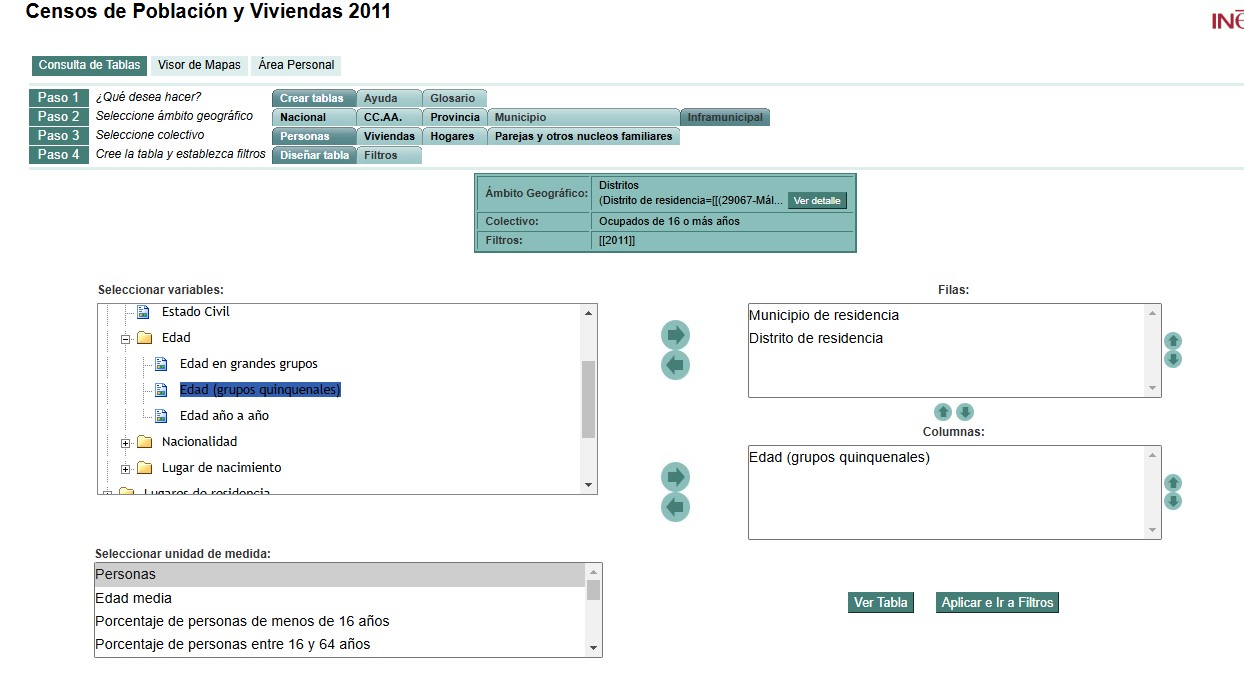 Censos de Población y Viviendas 2011
INE
Consulta de Tablas Visor de Mapas Área Personal
Paso 1 ¿Qué desea hacer? Crear tablas Ayuda Glosario
Paso 2 Seleccione ámbito geográfico Nacional CC.AA. Provincia Municipio Inframunicipal
Paso 3 Seleccione colectivo Personas Viviendas Hogares Parejas y otros nucleos familiares
Paso 4 Cree la tabla y establezca filtros Diseñar tabla Filtros
Ámbito Geográfico: Distritos
(Distrito de residencia=[[(29067-Mál... Ver detalle
Colectivo: Ocupados de 16 o más años
Filtros: [[2011]]
Seleccionar variables:
Estado Civil
Edad
Edad en grandes grupos
Edad (grupos quinquenales)
Edad año a año
Nacionalidad
Lugar de nacimiento
Lugares de residencia
Filas:
Municipio de residencia
Distrito de residencia
Columnas:
Edad (grupos quinquenales)
Seleccionar unidad de medida:
Personas
Edad media
Porcentaje de personas de menos de 16 años
Porcentaje de personas entre 16 y 64 años
Ver Tabla Aplicar e Ir a Filtros